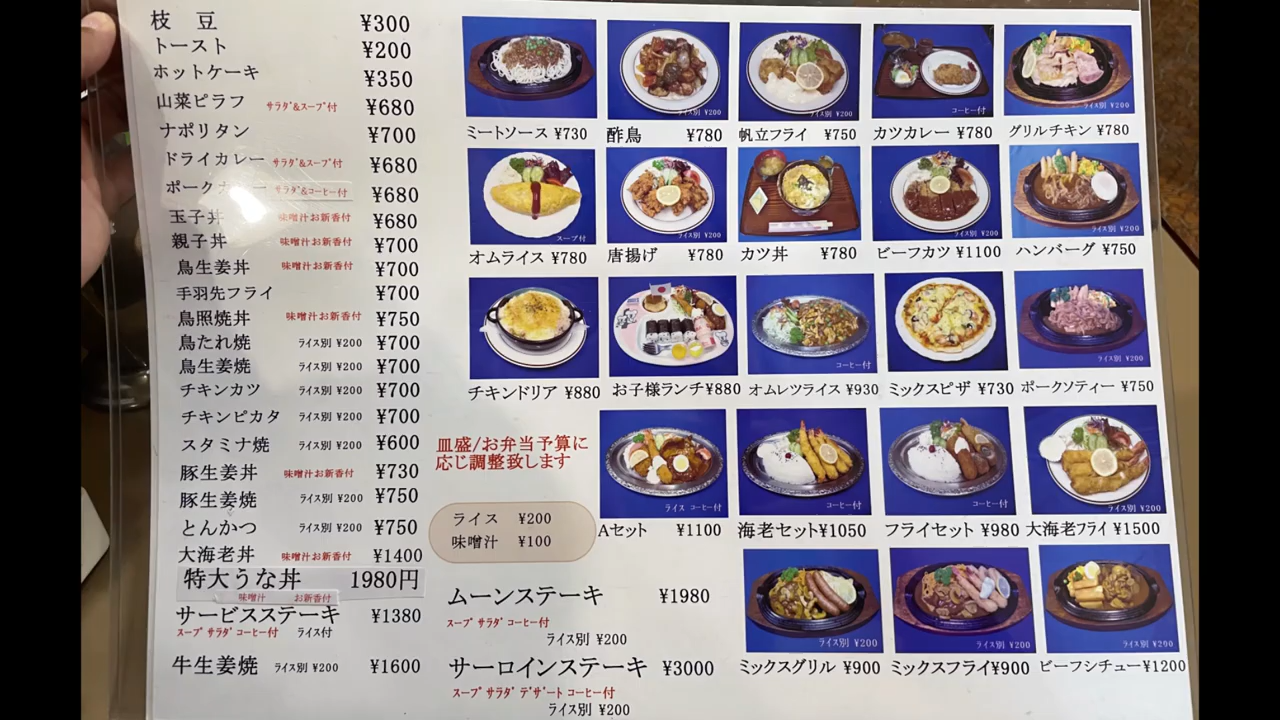 枝豆 ¥300
トースト ¥200
ホットケーキ ¥350
山菜ピラフ サラダ&スープ付 ¥680
ナポリタン ¥700
ドライカレー サラダ&スープ付 ¥680
ポークカレー サラダ&コーヒー付 ¥680
玉子丼 味噌汁お新香付 ¥680
親子丼 味噌汁お新香付 ¥700
鳥生姜丼 味噌汁お新香付 ¥700
手羽先フライ ¥700
鳥照焼丼 味噌汁お新香付 ¥750
鳥たれ焼 ライス別 ¥200 ¥700
鳥生姜焼 ライス別 ¥200 ¥700
チキンカツ ライス別 ¥200 ¥700
チキンピカタ ライス別 ¥200 ¥700
スタミナ焼 ライス別 ¥200 ¥600
豚生姜丼 味噌汁お新香付 ¥730
豚生姜焼 ライス別 ¥200 ¥750
とんかつ ライス別 ¥200 ¥750
大海老丼 味噌汁お新香付 ¥1400
特大うな丼 1980円
味噌汁 お新香付
サービスステーキ ¥1380
スープ サラダ コーヒー付 ライス付
牛生姜焼 ライス別 ¥200 ¥1600
ライス別 ¥200 ライス別 ¥200 コーヒー付 ライス別 ¥200
ミートソース ¥730 酢鳥 ¥780 帆立フライ ¥750 カツカレー ¥780 グリルチキン ¥780
スープ付 ライス別 ¥200 ライス別 ¥200 ライス別 ¥200
オムライス ¥780 唐揚げ ¥780 カツ丼 ¥780 ビーフカツ ¥1100 ハンバーグ ¥750
コーヒー付 ライス別 ¥200
チキンドリア ¥880 お子様ランチ¥880 オムレツライス ¥930 ミックスピザ ¥730 ポークソティー ¥750
皿盛/お弁当予算に
応じ調整致します
ライス コーヒー付 コーヒー付 コーヒー付 ライス別 ¥200
Aセット ¥1100 海老セット¥1050 フライセット ¥980 大海老フライ ¥1500
ライス ¥200
味噌汁 ¥100
ライス別 ¥200 ライス別 ¥200 ライス別 ¥200
ミックスグリル ¥900 ミックスフライ¥900 ビーフシチュー¥1200
ムーンステーキ ¥1980
スープ サラダ コーヒー付
ライス別 ¥200
サーロインステーキ ¥3000
スープ サラダ デザート コーヒー付
ライス別 ¥200